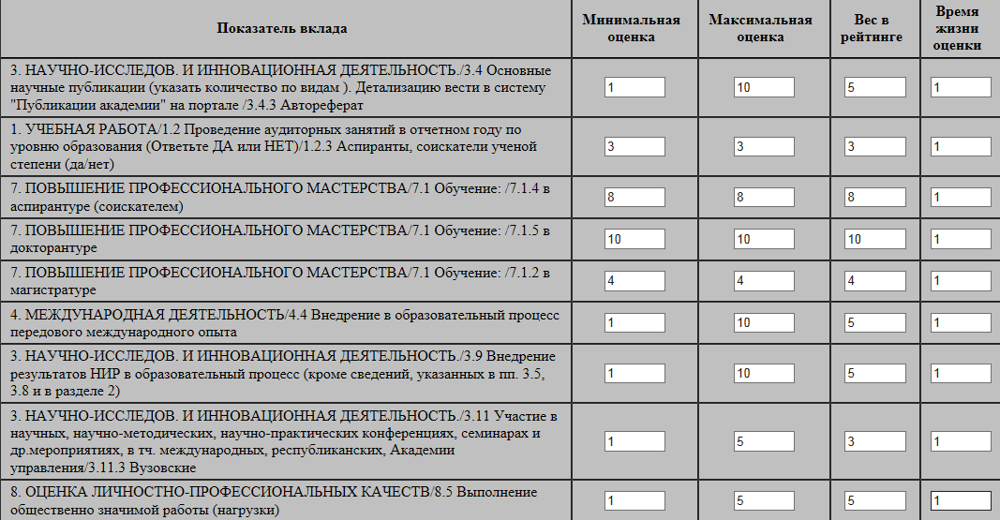 Показатель вклада
Минимальная
оценка
Максимальная
оценка
Вес в
рейтинге
Время
жизни
оценки
3. НАУЧНО-ИССЛЕДОВ. И ИННОВАЦИОННАЯ ДЕЯТЕЛЬНОСТЬ./3.4 Основные
научные публикации (указать количество по видам ). Детализацию вести в систему
"Публикации академии" на портале /3.4.3 Автореферат
1
10
5
1
1. УЧЕБНАЯ РАБОТА/1.2 Проведение аудиторных занятий в отчетном году по
уровню образования (Ответьте ДА или НЕТ)/1.2.3 Аспиранты, соискатели ученой
степени (да/нет)
3
3
3
1
7. ПОВЫШЕНИЕ ПРОФЕССИОНАЛЬНОГО МАСТЕРСТВА/7.1 Обучение: /7.1.4 в
аспирантуре (соискателем)
8
8
8
1
7. ПОВЫШЕНИЕ ПРОФЕССИОНАЛЬНОГО МАСТЕРСТВА/7.1 Обучение: /7.1.5 в
докторантуре
10
10
10
1
7. ПОВЫШЕНИЕ ПРОФЕССИОНАЛЬНОГО МАСТЕРСТВА/7.1 Обучение: /7.1.2 в
магистратуре
4
4
4
1
4. МЕЖДУНАРОДНАЯ ДЕЯТЕЛЬНОСТЬ/4.4 Внедрение в образовательный процесс
передового международного опыта
1
10
5
1
3. НАУЧНО-ИССЛЕДОВ. И ИННОВАЦИОННАЯ ДЕЯТЕЛЬНОСТЬ./3.9 Внедрение
результатов НИР в образовательный процесс (кроме сведений, указанных в пп. 3.5,
3.8 и в разделе 2)
1
10
5
1
3. НАУЧНО-ИССЛЕДОВ. И ИННОВАЦИОННАЯ ДЕЯТЕЛЬНОСТЬ./3.11 Участие в
научных, научно-методических, научно-практических конференциях, семинарах и
др.мероприятиях, в тч. международных, республиканских, Академии
управления/3.11.3 Вузовские
1
5
3
1
8. ОЦЕНКА ЛИЧНОСТНО-ПРОФЕССИОНАЛЬНЫХ КАЧЕСТВ/8.5 Выполнение
общественно значимой работы (нагрузки)
1
5
5
1